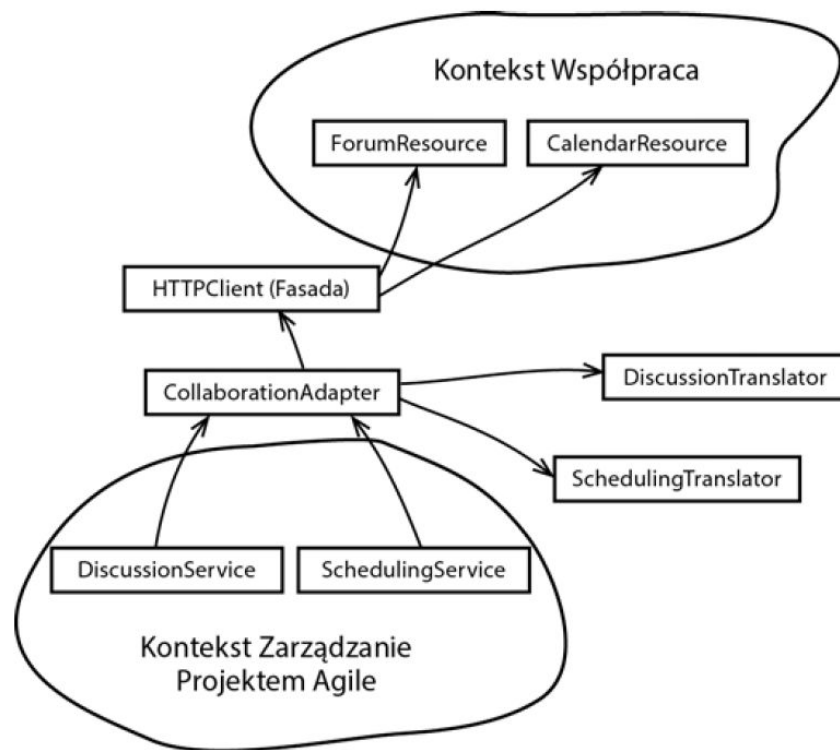 Kontekst Współpraca
ForumResource
CalendarResource
HTTPClient (Fasada)
CollaborationAdapter
DiscussionTranslator
SchedulingTranslator
DiscussionService
SchedulingService
Kontekst Zarządzanie
Projektem Agile